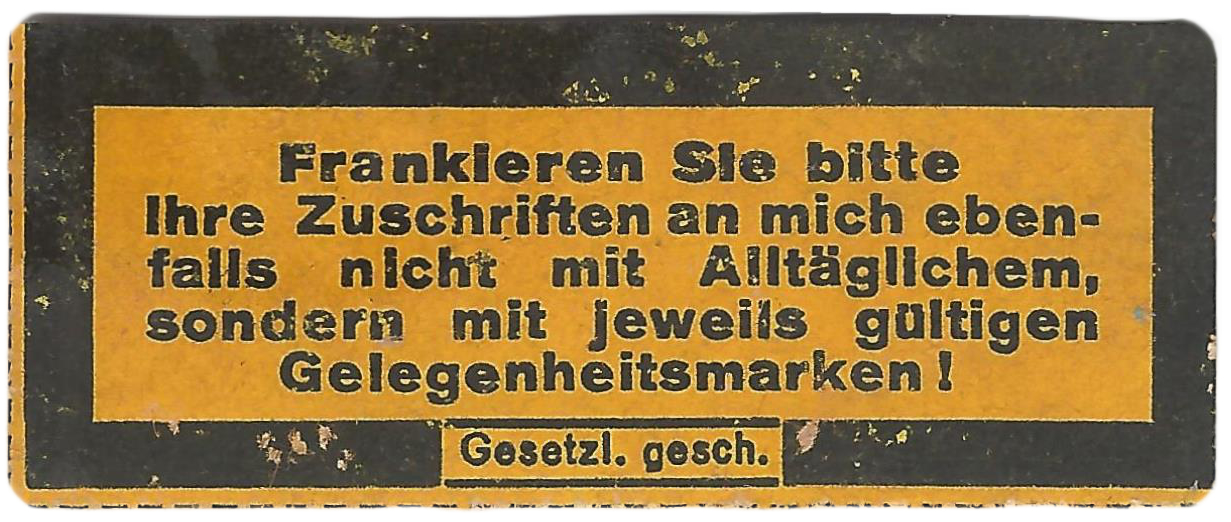 Frankieren Sie bitte
Ihre Zuschriften an mich eben-
falls nicht mit Alltäglichem,
sondern mit jeweils gültigen
Gelegenheitsmarken!
Gesetzl. gesch.